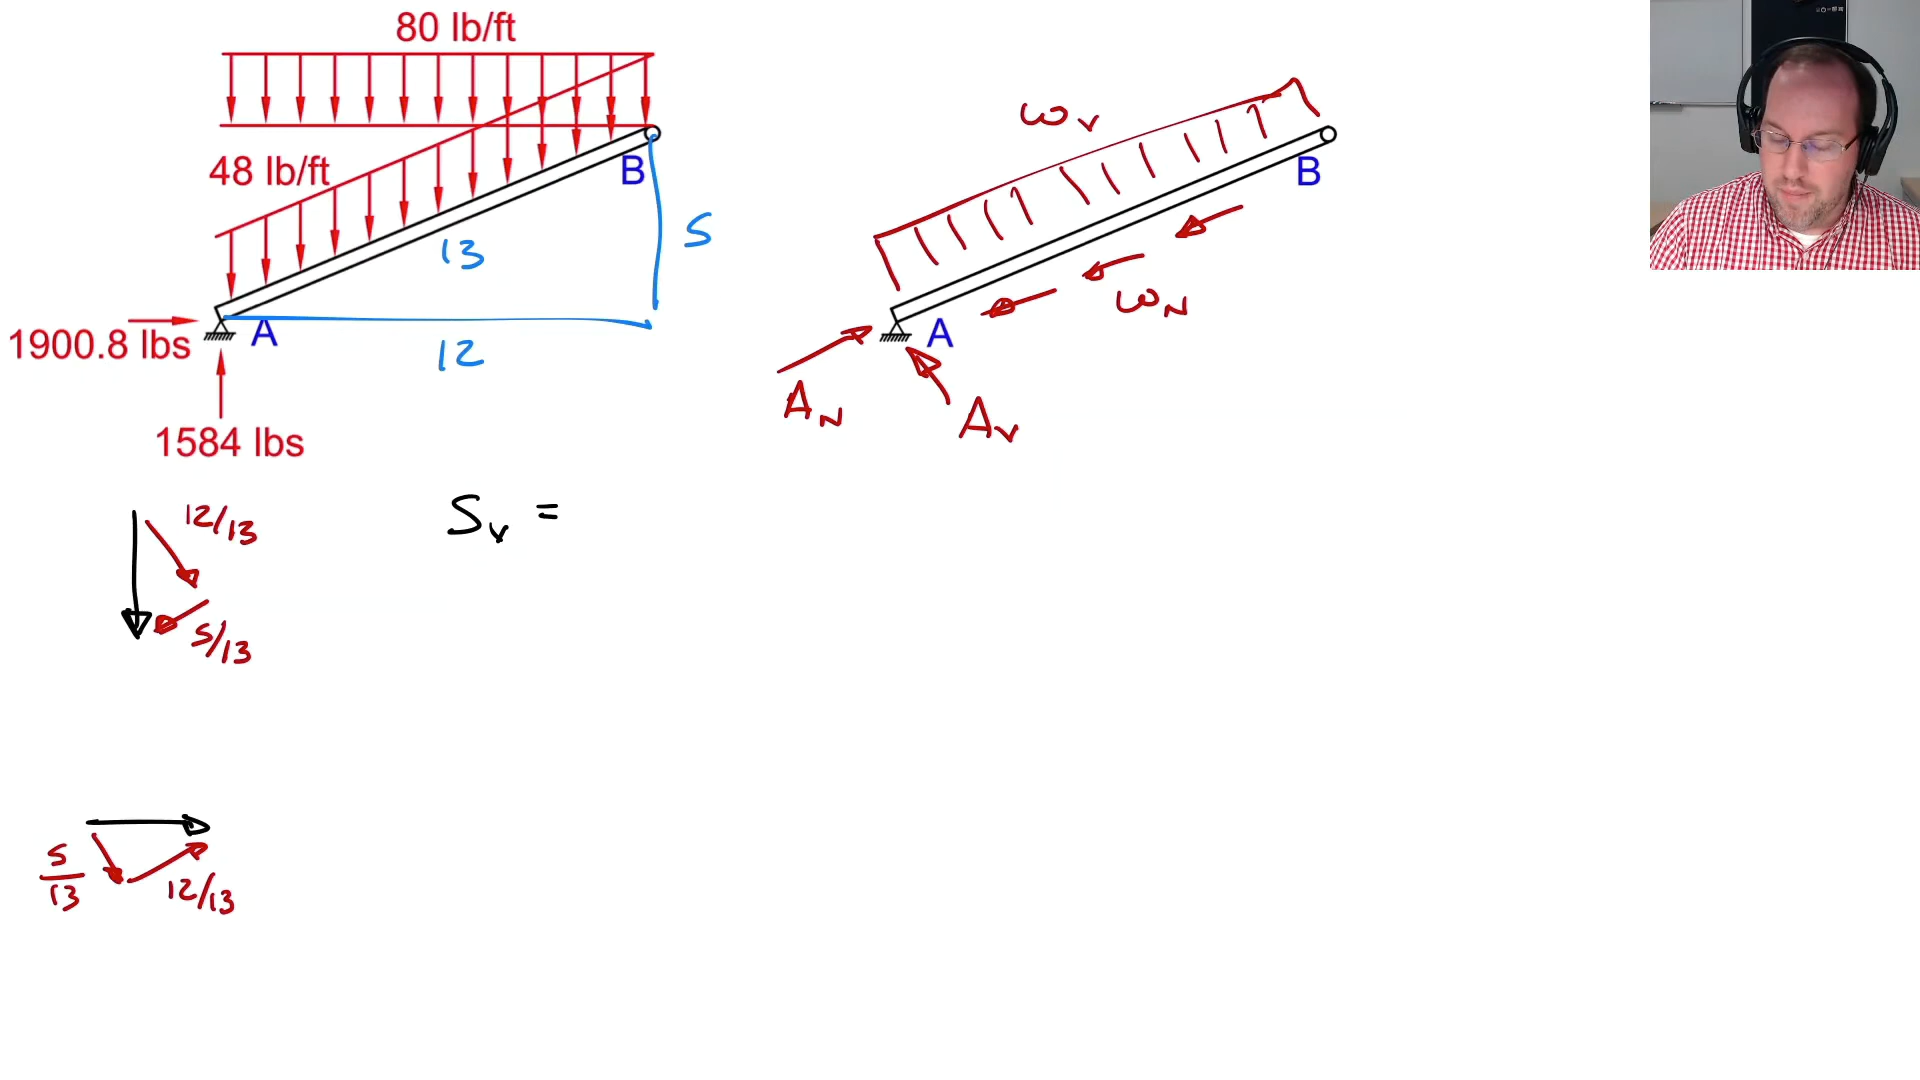 80 lb/ft
48 lb/ft
B
13
5
1900.8 lbs
A
12
1584 lbs
ωv
B
ωN
A
AN
Av
12/13
5/13
Sv =
5/13
12/13